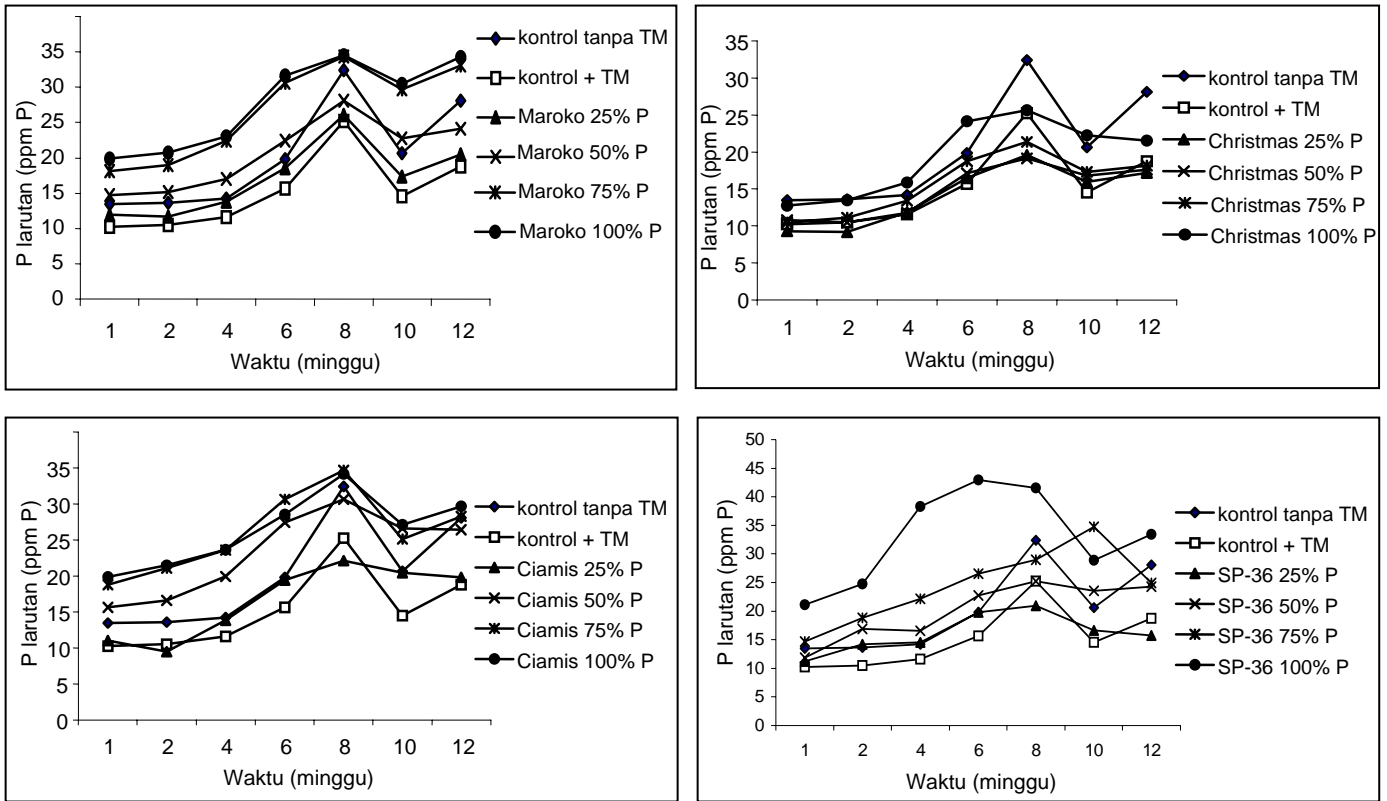 P larutan (ppm P)
35
30
25
20
15
10
5
0
1 2 4 6 8 10 12
Waktu (minggu)
kontrol tanpa TM
kontrol + TM
Maroko 25% P
Maroko 50% P
Maroko 75% P
Maroko 100% P
P larutan (ppm P)
35
30
25
20
15
10
5
0
1 2 4 6 8 10 12
Waktu (minggu)
kontrol tanpa TM
kontrol + TM
Christmas 25% P
Christmas 50% P
Christmas 75% P
Christmas 100% P
P larutan (ppm P)
35
30
25
20
15
10
5
0
1 2 4 6 8 10 12
Waktu (minggu)
kontrol tanpa TM
kontrol + TM
Ciamis 25% P
Ciamis 50% P
Ciamis 75% P
Ciamis 100% P
P larutan (ppm P)
50
45
40
35
30
25
20
15
10
5
0
1 2 4 6 8 10 12
Waktu (minggu)
kontrol tanpa TM
kontrol + TM
SP-36 25% P
SP-36 50% P
SP-36 75% P
SP-36 100% P